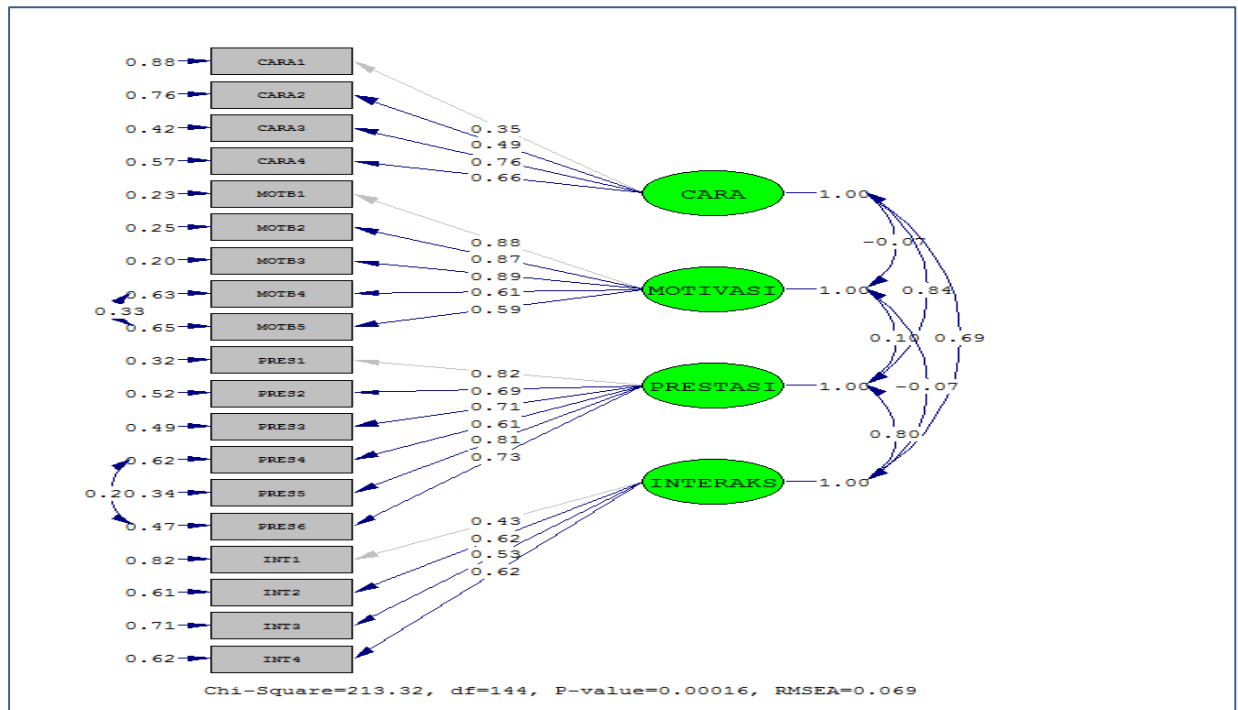 0.88 CARA1
0.76 CARA2
0.42 CARA3
0.57 CARA4
0.23 MOTB1
0.25 MOTB2
0.20 MOTB3
0.63 MOTB4
0.33
0.65 MOTB5
0.32 PRES1
0.52 PRES2
0.49 PRES3
0.62 PRES4
0.20.34 PRES5
0.47 PRES6
0.82 INT1
0.61 INT2
0.71 INT3
0.62 INT4
0.35
0.49
0.76
0.66
0.88
0.87
0.89
0.61
0.59
0.82
0.69
0.71
0.61
0.81
0.73
0.43
0.62
0.53
0.62
CARA 1.00
MOTIVASI 1.00
PRESTASI 1.00
INTERAKS 1.00
-0.07
0.84
0.10 0.69
-0.07
0.80
Chi-Square=213.32, df=144, P-value=0.00016, RMSEA=0.069